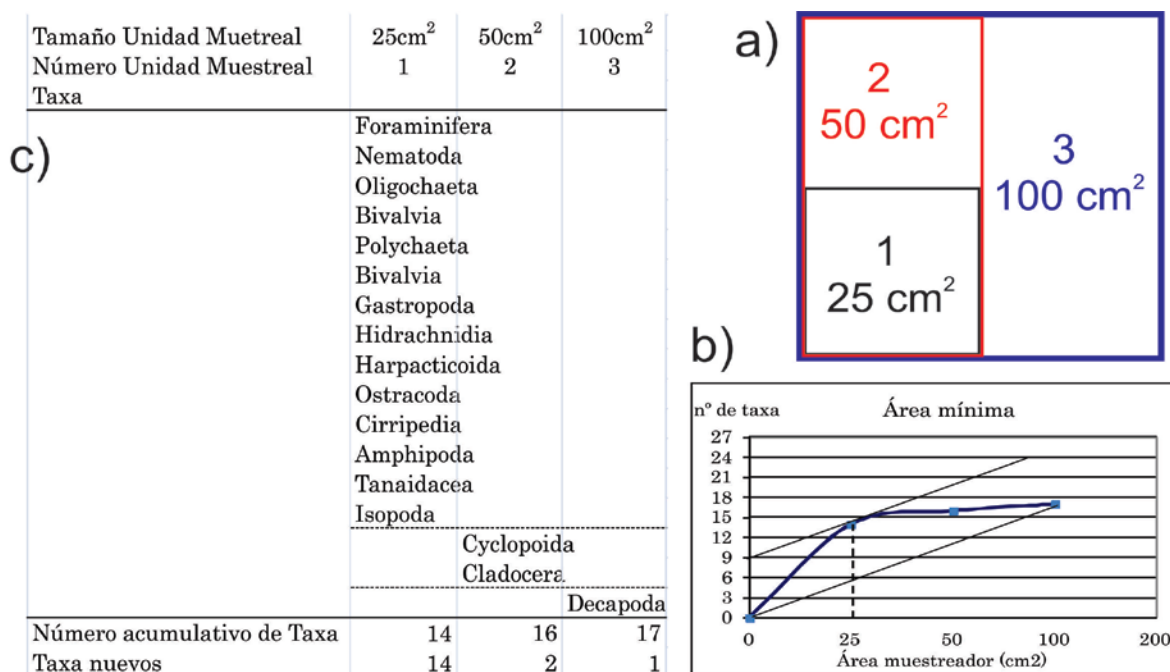 Tamaño Unidad Muetreal 25cm² 50cm² 100cm²
Número Unidad Muestreal 1 2 3
Taxa
c)
Foraminifera
Nematoda
Oligochaeta
Bivalvia
Polychaeta
Bivalvia
Gastropoda
Hidrachnidia
Harpacticoida
Ostracoda
Cirripedia
Amphipoda
Tanaidacea
Isopoda
Cyclopoida
Cladocera
Decapoda
Número acumulativo de Taxa 14 16 17
Taxa nuevos 14 2 1
a)
2
50 cm²
3
100 cm²
1
25 cm²
b)
nº de taxa Área mínima
27
24
21
18
15
12
9
6
3
0
0 25 50 100 200
Área muestreador (cm2)